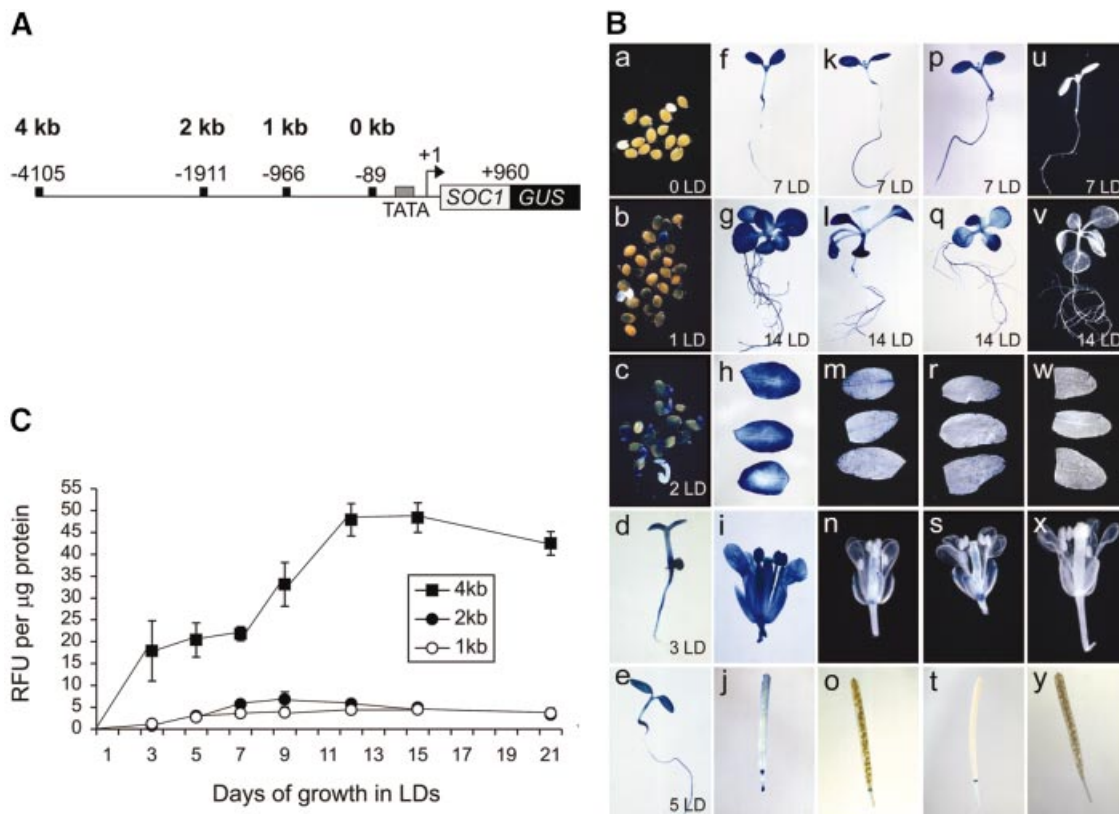 A
4 kb 2 kb 1 kb 0 kb
-4105 -1911 -966 -89 +1 +960
TATA SOC1 GUS
B
a f k p u
0 LD 7 LD 7 LD 7 LD 7 LD
b g l q v
1 LD 14 LD 14 LD 14 LD 14 LD
c h m r w
2 LD
d i n s x
3 LD
e j o t y
5 LD
C
RFU per µg protein
55
50
45
40
35
30
25
20
15
10
5
0
4kb
2kb
1kb
1 3 5 7 9 11 13 15 17 19 21
Days of growth in LDs